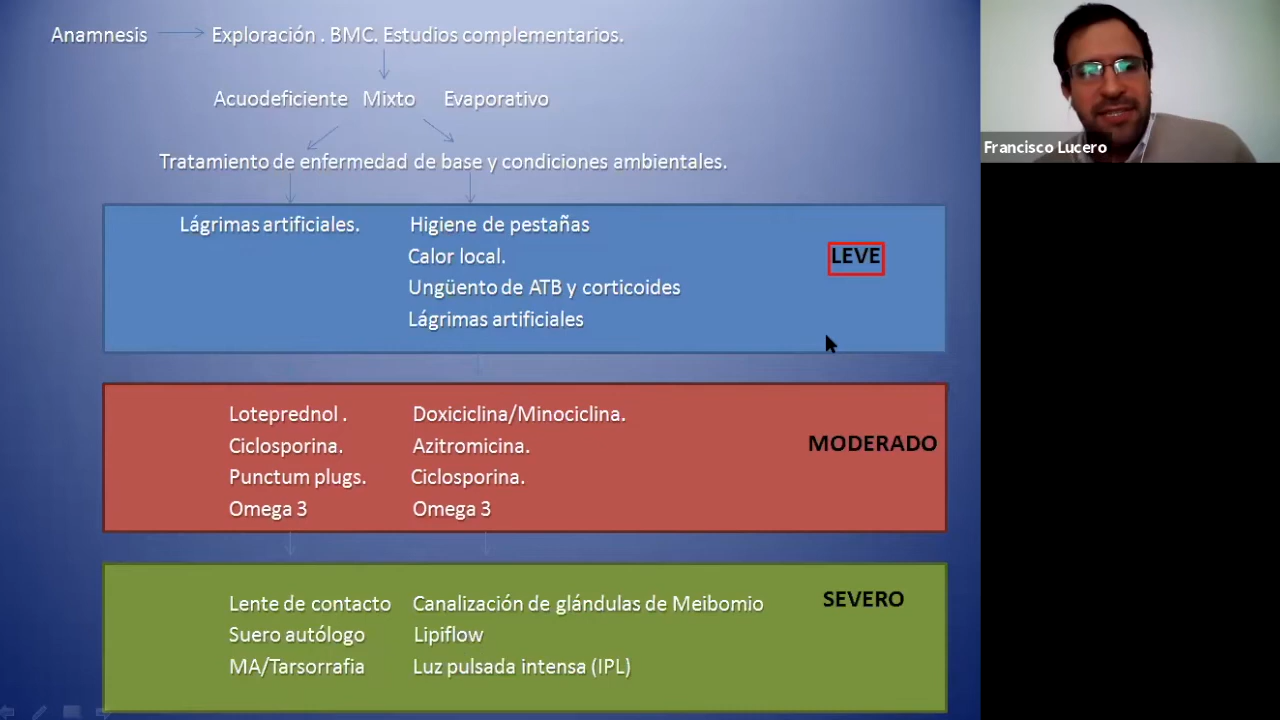 Anamnesis Exploración . BMC. Estudios complementarios.
Acuodeficiente Mixto Evaporativo
Tratamiento de enfermedad de base y condiciones ambientales.
Lágrimas artificiales. Higiene de pestañas
Calor local.
Ungüento de ATB y corticoides
Lágrimas artificiales
LEVE
Loteprednol . Doxiciclina/Minociclina.
Ciclosporina. Azitromicina.
Punctum plugs. Ciclosporina.
Omega 3 Omega 3
MODERADO
Lente de contacto Canalización de glándulas de Meibomio
Suero autólogo Lipiflow
MA/Tarsorrafia Luz pulsada intensa (IPL)
SEVERO
Francisco Lucero